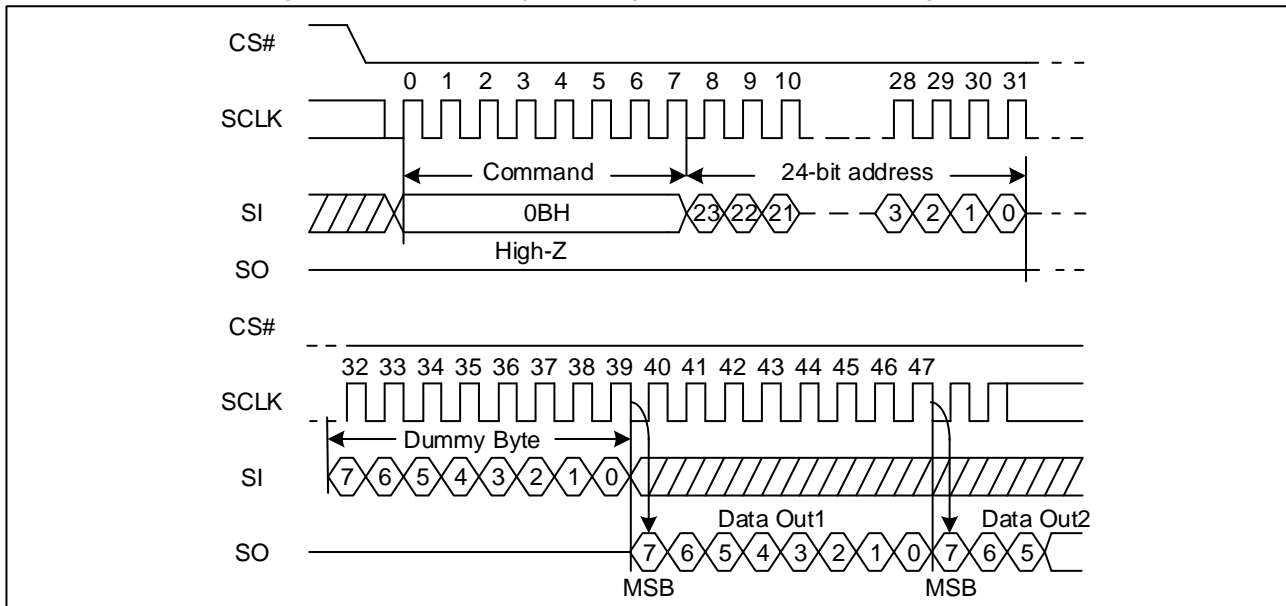 CS#
0 1 2 3 4 5 6 7 8 9 10 28 29 30 31
SCLK
Command 24-bit address
SI 0BH 23 22 21 3 2 1 0
High-Z
SO
CS#
32 33 34 35 36 37 38 39 40 41 42 43 44 45 46 47
SCLK
Dummy Byte
SI 7 6 5 4 3 2 1 0
Data Out1 Data Out2
SO 7 6 5 4 3 2 1 0 7 6 5
MSB MSB